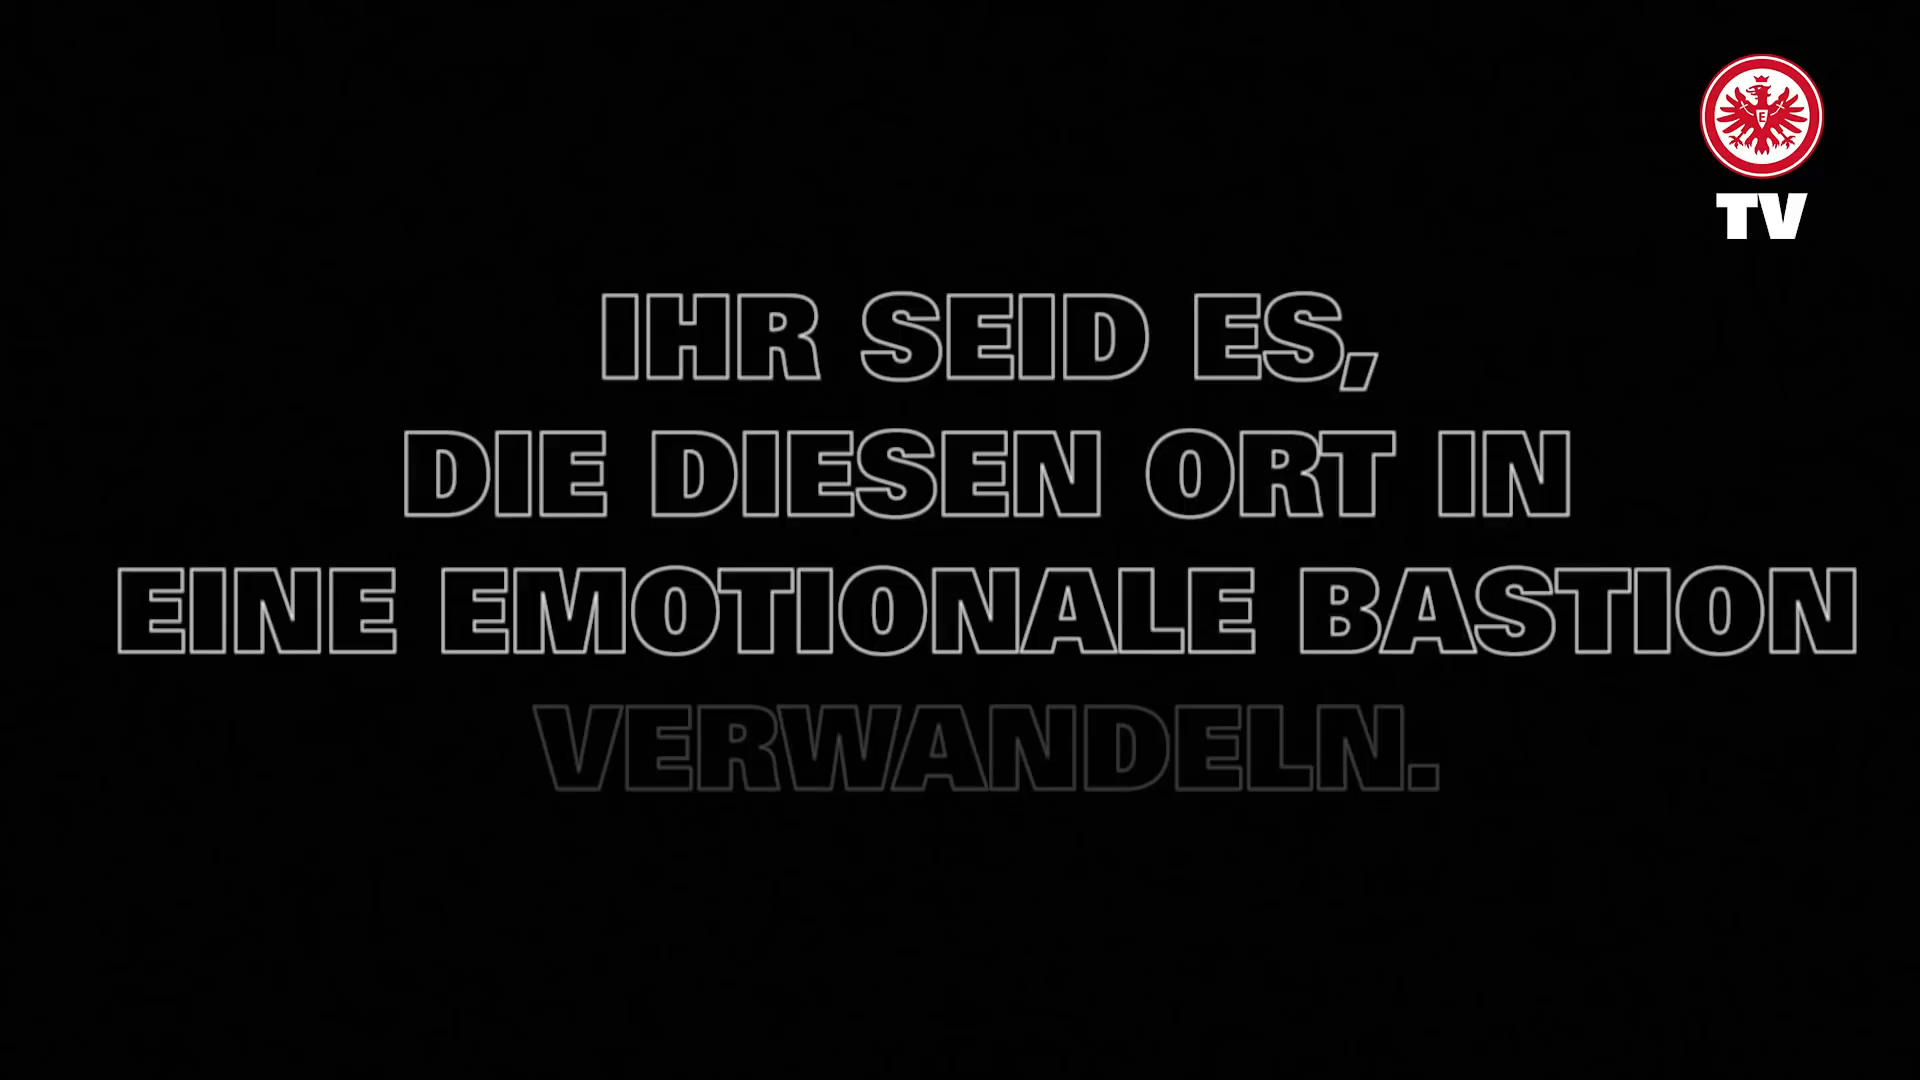 TV
IHR SEID ES,
DIE DIESEN ORT IN
EINE EMOTIONALE BASTION
VERWANDELN.